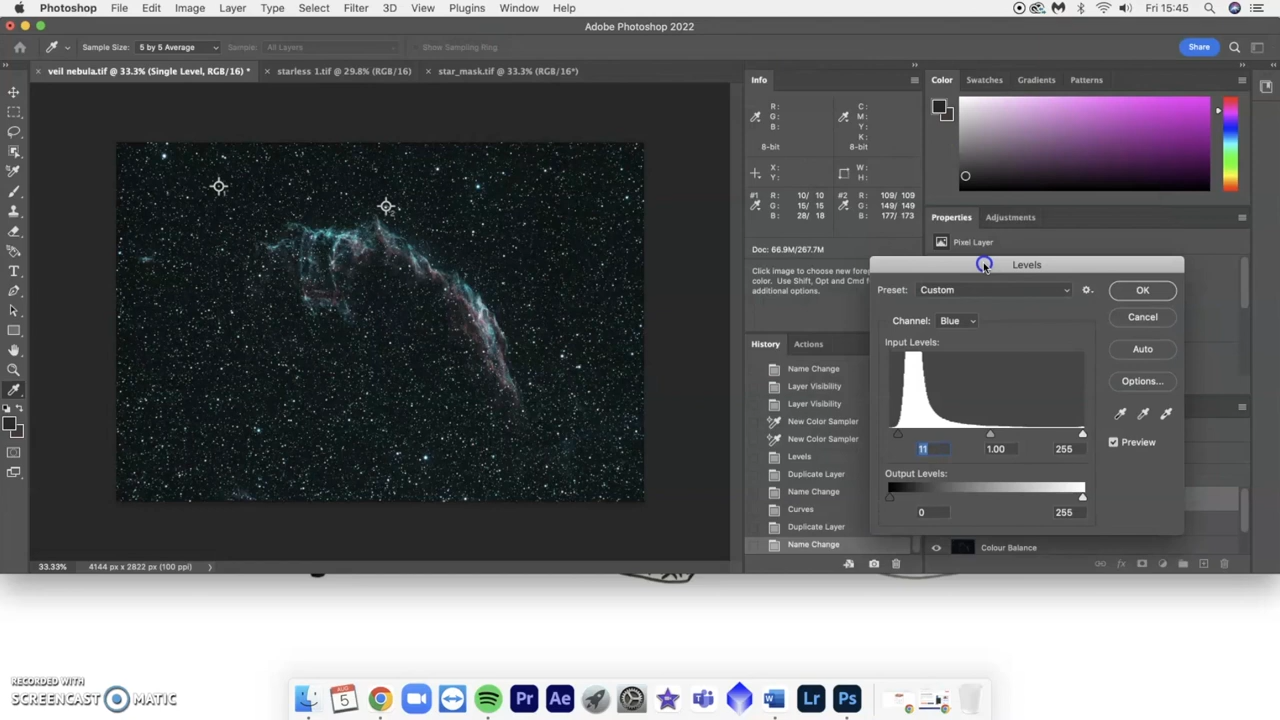 Photoshop File Edit Image Layer Type Select Filter 3D View Plugins Window Help Fri 15:45
Adobe Photoshop 2022
Sample Size: 5 by 5 Average Sample: All Layers Show Sampling Ring Share
× veil nebula.tif @ 33.3% (Single Level, RGB/16) * × starless 1.tif @ 29.8% (RGB/16) × star_mask.tif @ 33.3% (RGB/16*)
Info
R:
G:
B:
8-bit
C:
M:
Y:
K:
8-bit
X:
Y:
W:
H:
#1 R: 10/ 10
G: 15/ 15
B: 28/ 18
#2 R: 109/ 109
G: 149/ 149
B: 177/ 173
Doc: 66.9M/267.7M
Click image to choose new fore
color. Use Shift, Opt and Cmd f
additional options.
History Actions
Name Change
Layer Visibility
Layer Visibility
New Color Sampler
New Color Sampler
Levels
Duplicate Layer
Name Change
Curves
Duplicate Layer
Name Change
Color Swatches Gradients Patterns
Properties Adjustments
Pixel Layer
Levels
Preset: Custom
OK
Channel: Blue
Cancel
Input Levels:
Auto
Options...
Preview
11 1.00 255
Output Levels:
0 255
Colour Balance
33.33% 4144 px x 2822 px (100 ppi)
RECORDED WITH
SCREENCAST MATIC
AUG
5
Pr Ae W Lr Ps